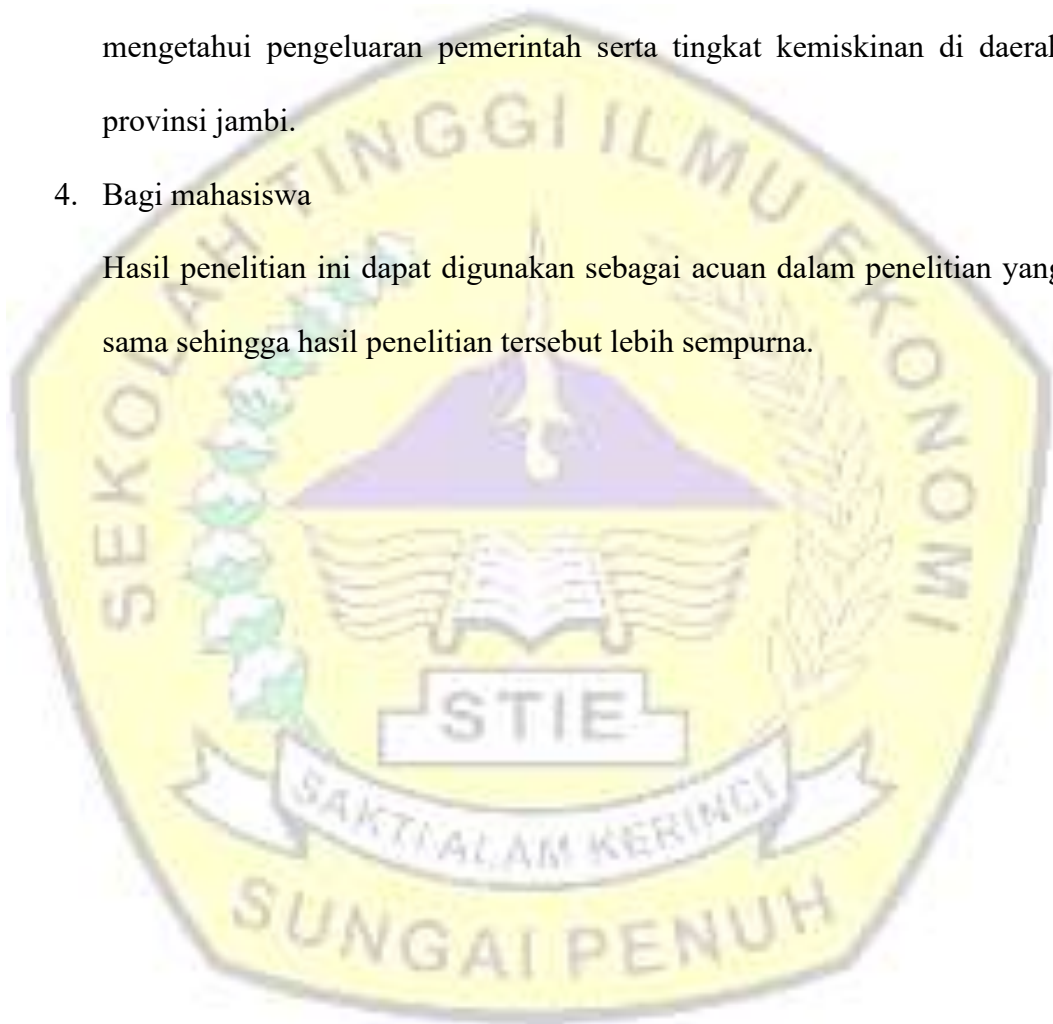 mengetahui pengeluaran pemerintah serta tingkat kemiskinan di daerah
provinsi jambi.
4. Bagi mahasiswa
Hasil penelitian ini dapat digunakan sebagai acuan dalam penelitian yang
sama sehingga hasil penelitian tersebut lebih sempurna.
SEKOLAH TINGGI ILMU EKONOMI
STIE
SAKTI ALAM KERINCI
SUNGAI PENUH